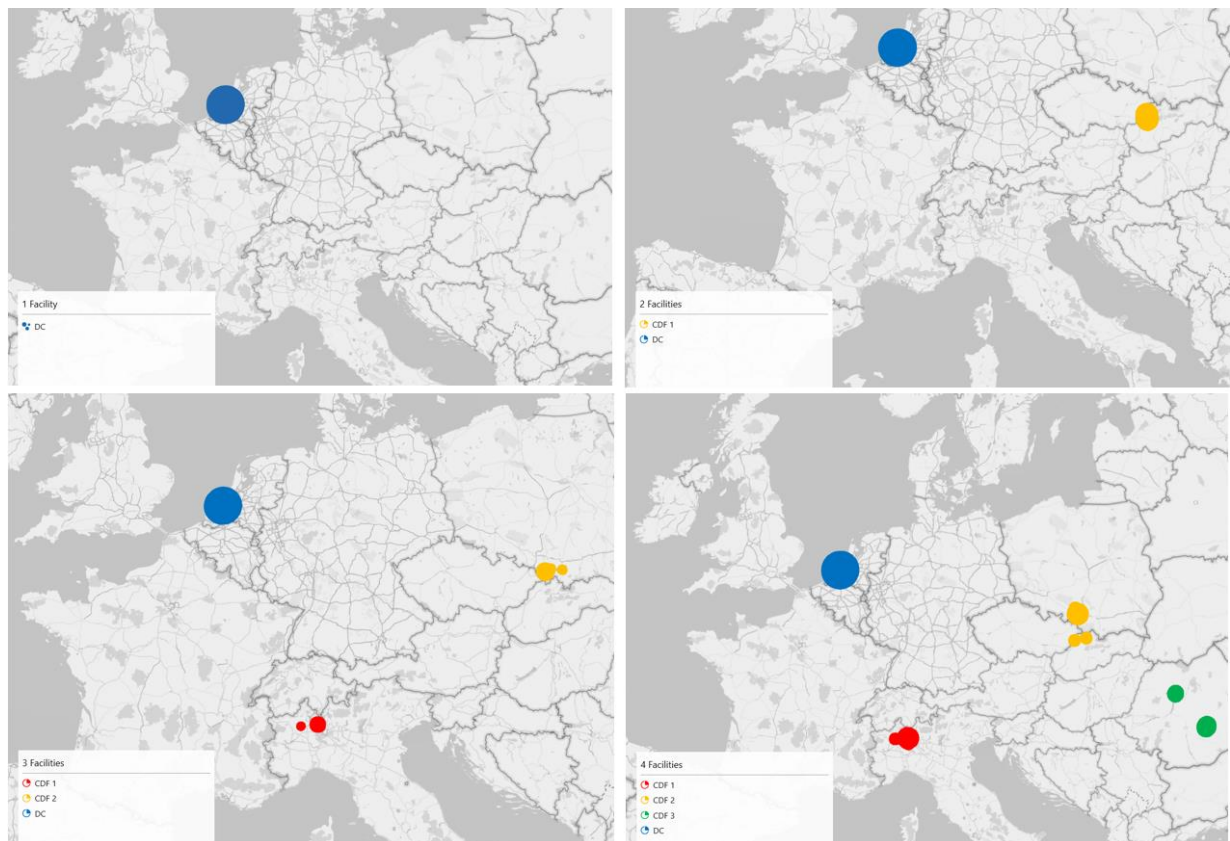 1 Facility
DC
2 Facilities
CDF 1
DC
3 Facilities
CDF 1
CDF 2
DC
4 Facilities
CDF 1
CDF 2
CDF 3
DC